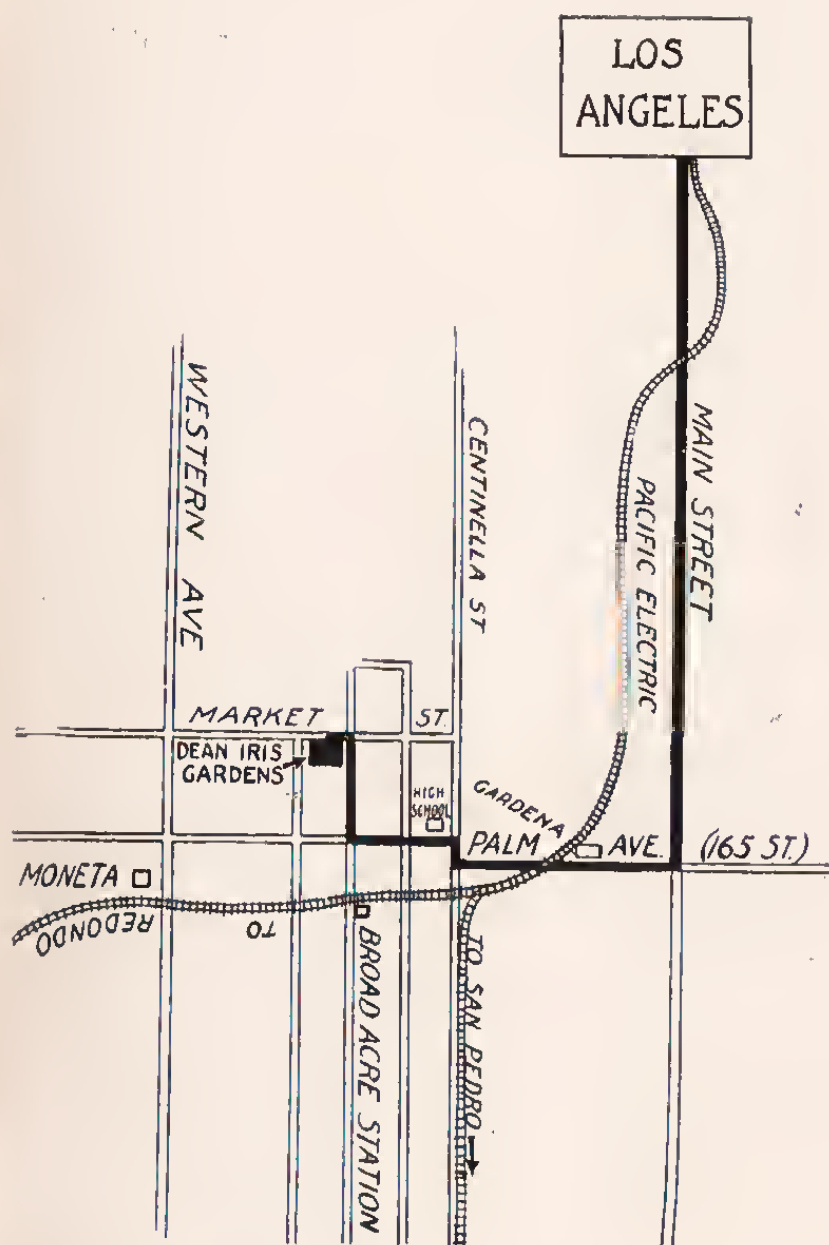 LOS
ANGELES
WESTERN AVE
CENTINELLA ST
PACIFIC ELECTRIC
MAIN STREET
MARKET ST.
DEAN IRIS
GARDENS
HIGH
SCHOOL
GARDENA
PALM AVE. (165 ST.)
MONETA
TO REDONDO
BROAD ACRE STATION
TO SAN PEDRO